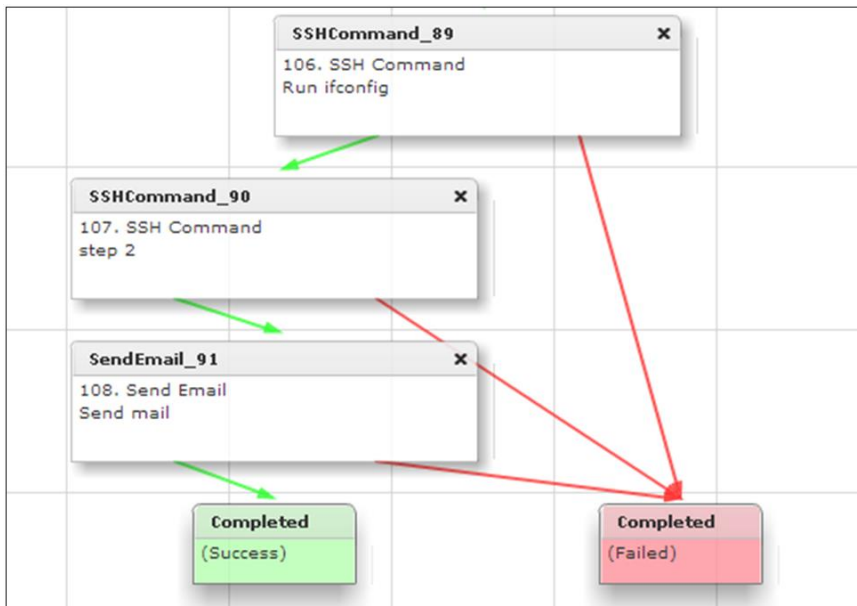 SSHCommand_89
106. SSH Command
Run ifconfig
SSHCommand_90
107. SSH Command
step 2
SendEmail_91
108. Send Email
Send mail
Completed
(Success)
Completed
(Failed)